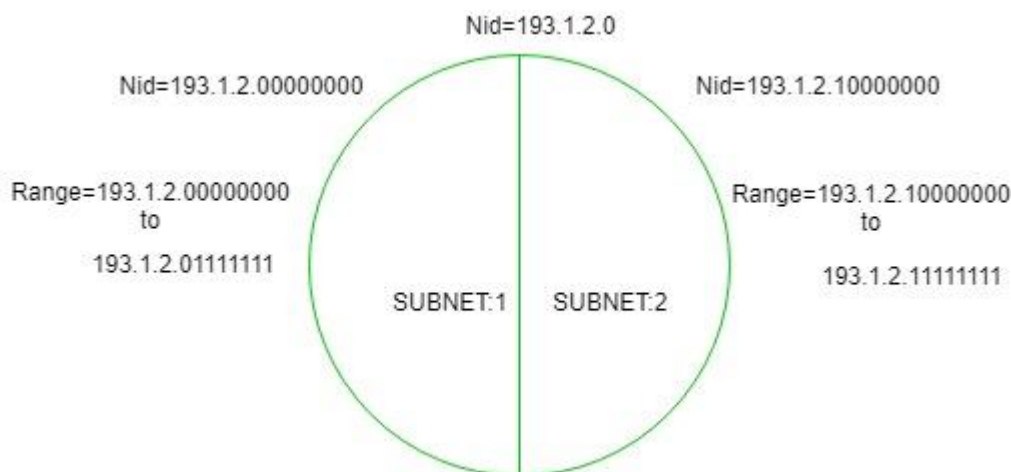 Nid=193.1.2.0
Nid=193.1.2.00000000
Nid=193.1.2.10000000
Range=193.1.2.00000000
to
193.1.2.01111111
Range=193.1.2.10000000
to
193.1.2.11111111
SUBNET:1
SUBNET:2